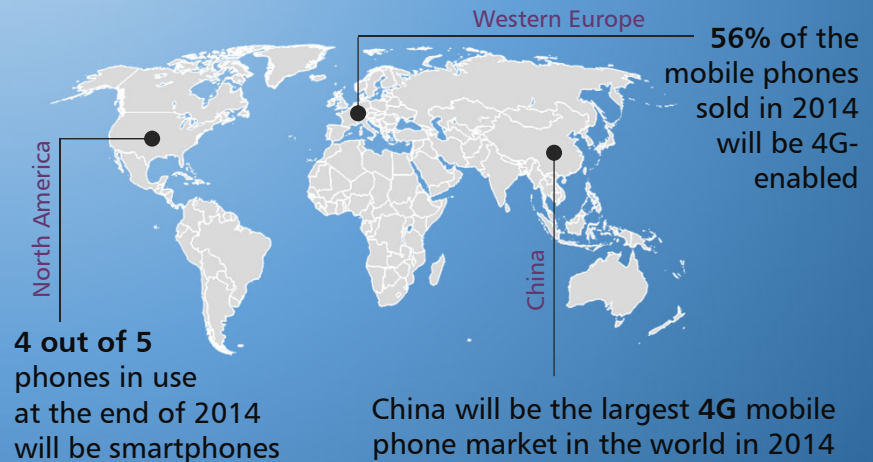 Western Europe
56% of the
mobile phones
sold in 2014
will be 4G-
enabled
North America
4 out of 5
phones in use
at the end of 2014
will be smartphones
China
China will be the largest 4G mobile
phone market in the world in 2014